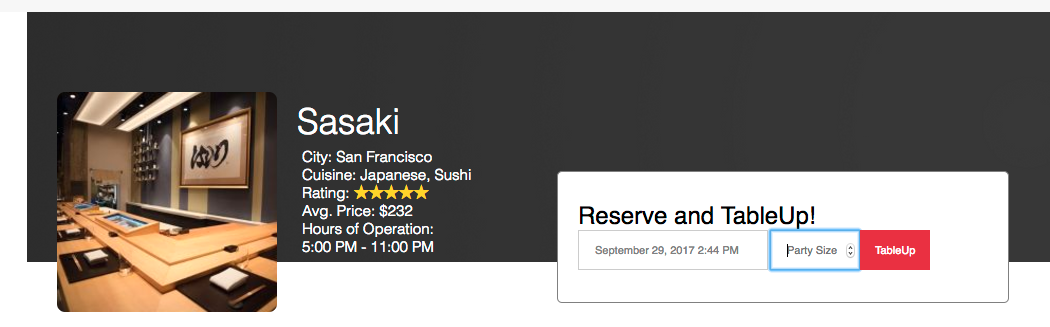 Sasaki
City: San Francisco
Cuisine: Japanese, Sushi
Rating: ★★★★★
Avg. Price: $232
Hours of Operation:
5:00 PM - 11:00 PM
Reserve and TableUp!
September 29, 2017 2:44 PM
Party Size
TableUp